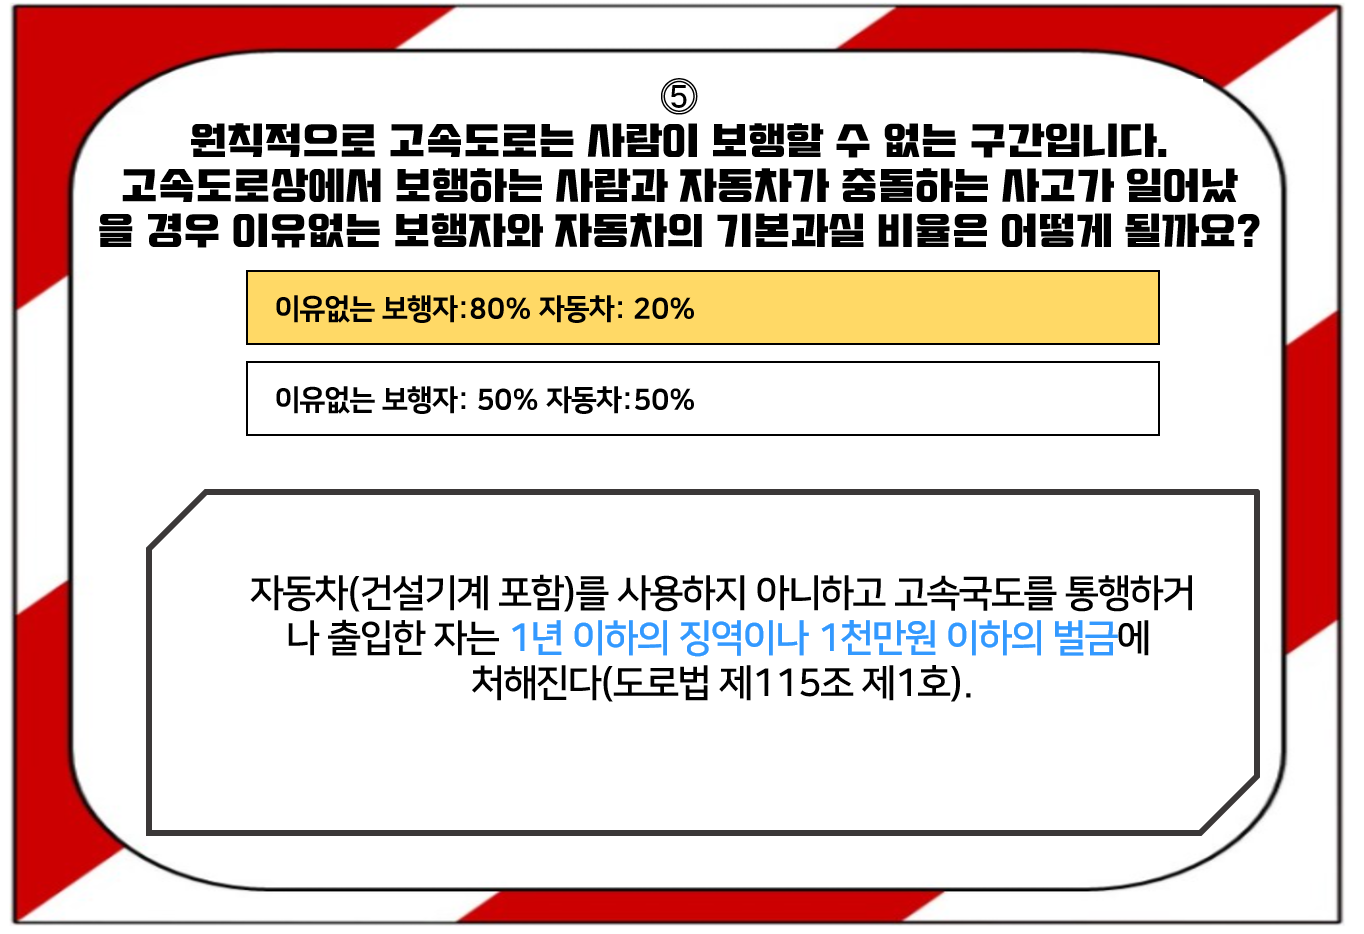 ⑤
원칙적으로 고속도로는 사람이 보행할 수 없는 구간입니다.
고속도로상에서 보행하는 사람과 자동차가 충돌하는 사고가 일어났
을 경우 이유없는 보행자와 자동차의 기본과실 비율은 어떻게 될까요?
이유없는 보행자:80% 자동차: 20%
이유없는 보행자: 50% 자동차:50%
자동차(건설기계 포함)를 사용하지 아니하고 고속국도를 통행하거
나 출입한 자는 1년 이하의 징역이나 1천만원 이하의 벌금에
처해진다(도로법 제115조 제1호).